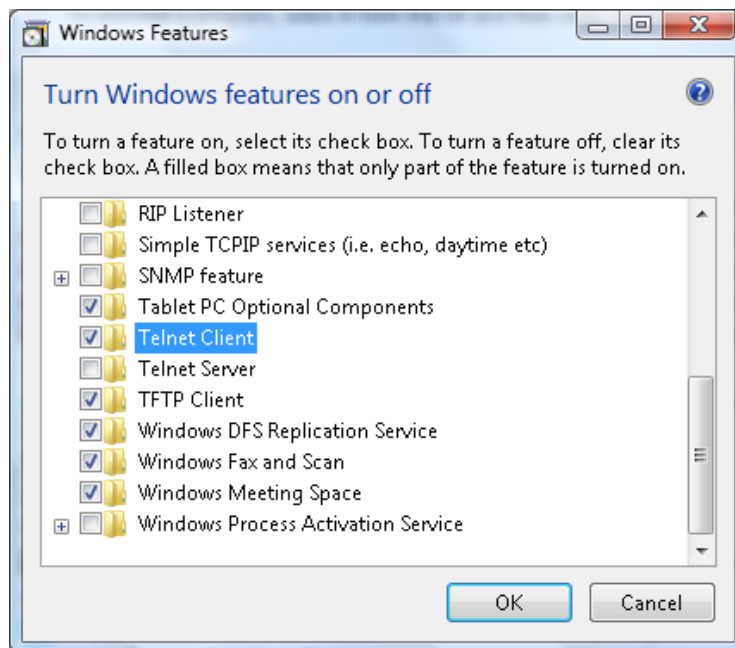 Windows Features
Turn Windows features on or off
To turn a feature on, select its check box. To turn a feature off, clear its
check box. A filled box means that only part of the feature is turned on.
RIP Listener
Simple TCPIP services (i.e. echo, daytime etc)
SNMP feature
Tablet PC Optional Components
Telnet Client
Telnet Server
TFTP Client
Windows DFS Replication Service
Windows Fax and Scan
Windows Meeting Space
Windows Process Activation Service
OK Cancel